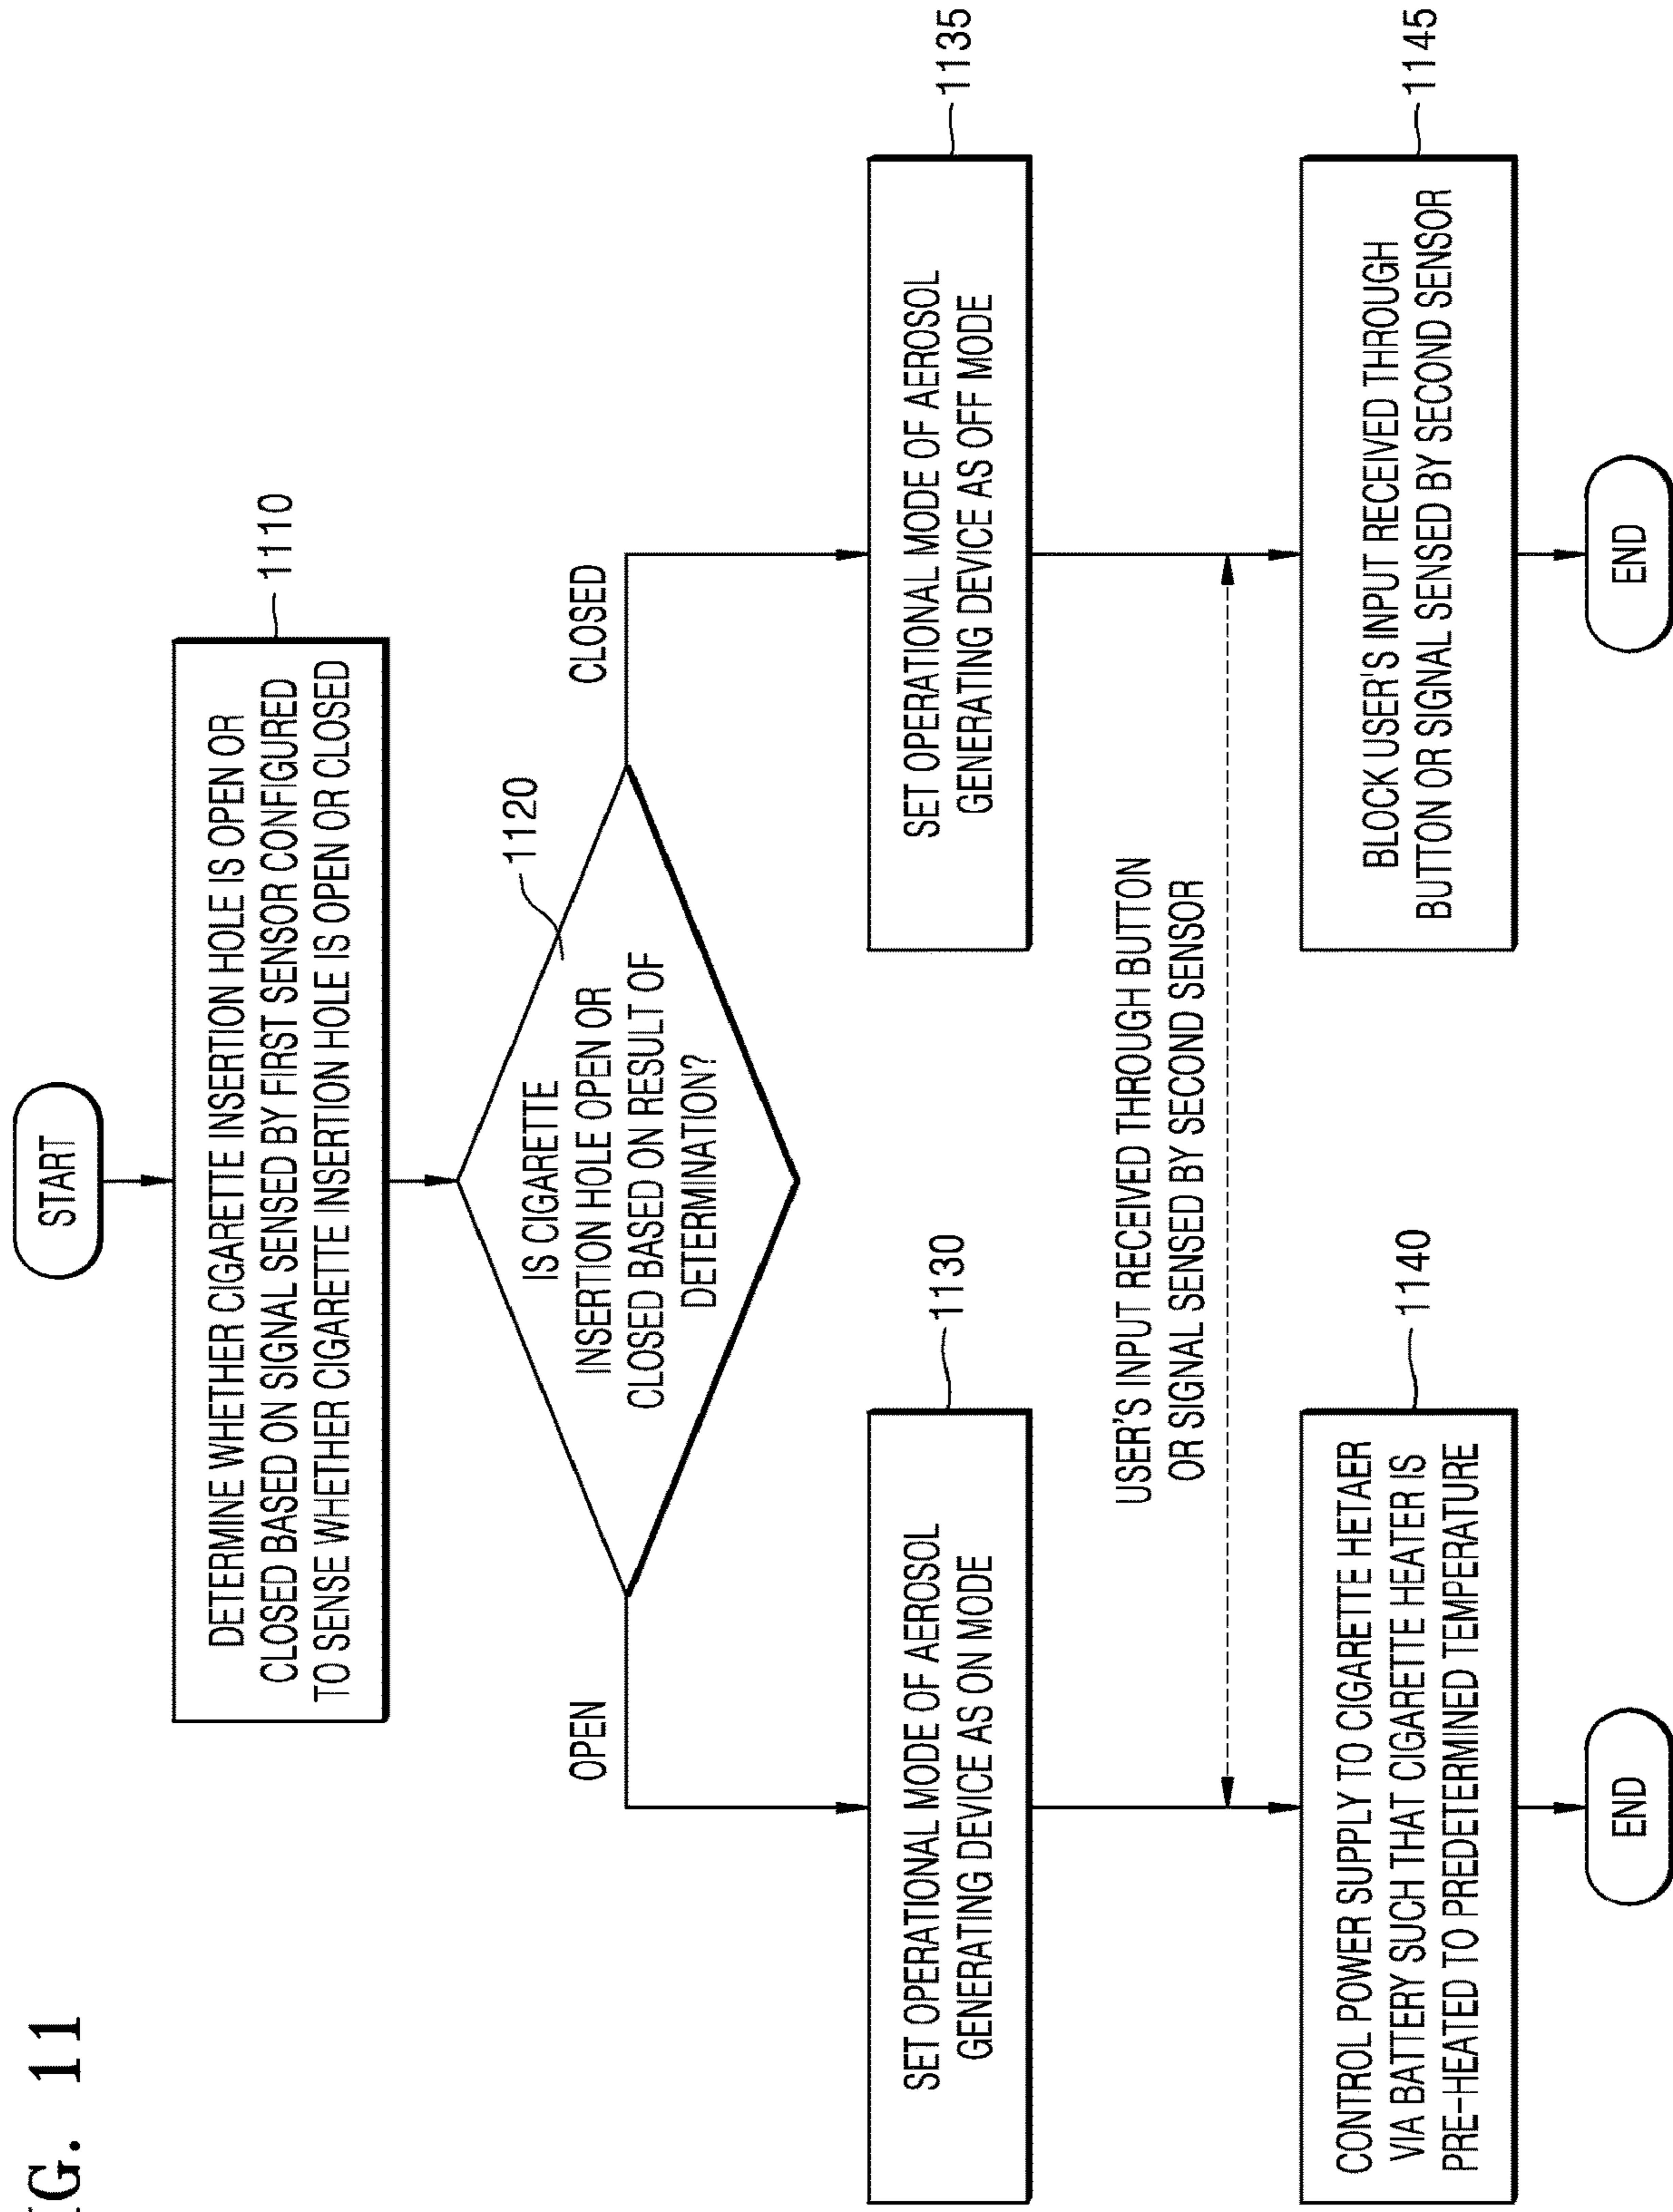 IG. 11
START
DETERMINE WHETHER CIGARETTE INSERTION HOLE IS OPEN OR
CLOSED BASED ON SIGNAL SENSED BY FIRST SENSOR CONFIGURED
TO SENSE WHETHER CIGARETTE INSERTION HOLE IS OPEN OR CLOSED
1110
IS CIGARETTE
INSERTION HOLE OPEN OR
CLOSED BASED ON RESULT OF
DETERMINATION?
1120
OPEN
CLOSED
SET OPERATIONAL MODE OF AEROSOL
GENERATING DEVICE AS ON MODE
1130
SET OPERATIONAL MODE OF AEROSOL
GENERATING DEVICE AS OFF MODE
1135
USER'S INPUT RECEIVED THROUGH BUTTON
OR SIGNAL SENSED BY SECOND SENSOR
CONTROL POWER SUPPLY TO CIGARETTE HETAER
VIA BATTERY SUCH THAT CIGARETTE HEATER IS
PRE-HEATED TO PREDETERMINED TEMPERATURE
1140
BLOCK USER'S INPUT RECEIVED THROUGH
BUTTON OR SIGNAL SENSED BY SECOND SENSOR
1145
END
END